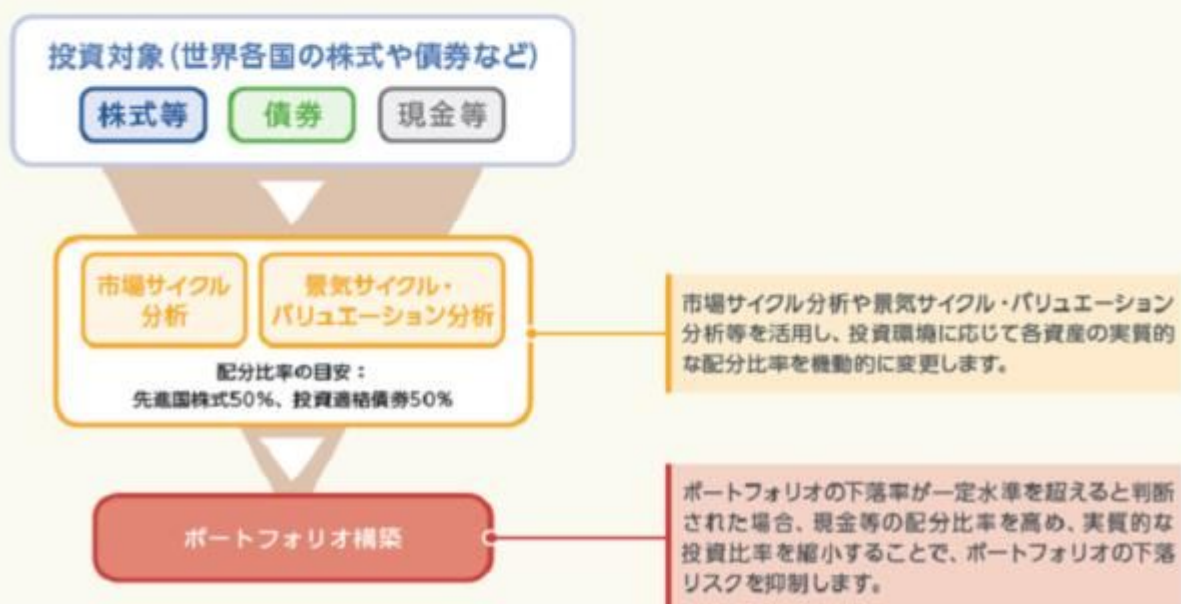 投資対象(世界各国の株式や債券など)
株式等
債券
現金等
市場サイクル
分析
景気サイクル・
バリュエーション分析
配分比率の目安：
先進国株式50%、投資適格債券50%
市場サイクル分析や景気サイクル・バリュエーション
分析等を活用し、投資環境に応じて各資産の実質的
な配分比率を機動的に変更します。
ポートフォリオ構築
ポートフォリオの下落率が一定水準を超えると判断
された場合、現金等の配分比率を高め、実質的な
投資比率を縮小することで、ポートフォリオの下落
リスクを抑制します。